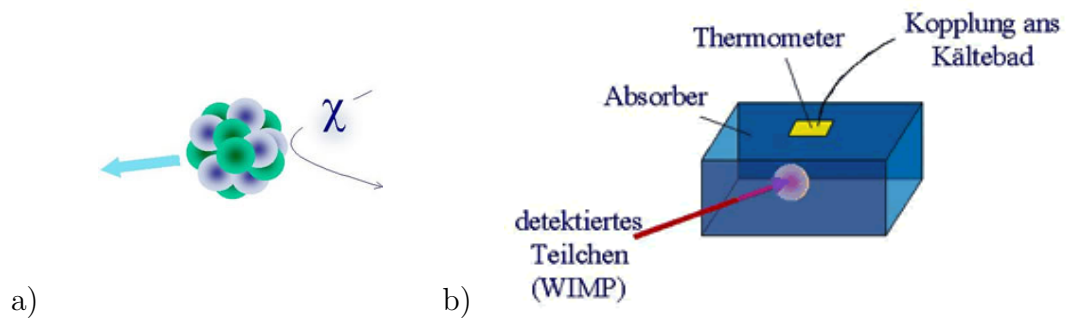 a)
χ
b)
Thermometer
Kopplung ans
Kältebad
Absorber
detektiertes
Teilchen
(WIMP)